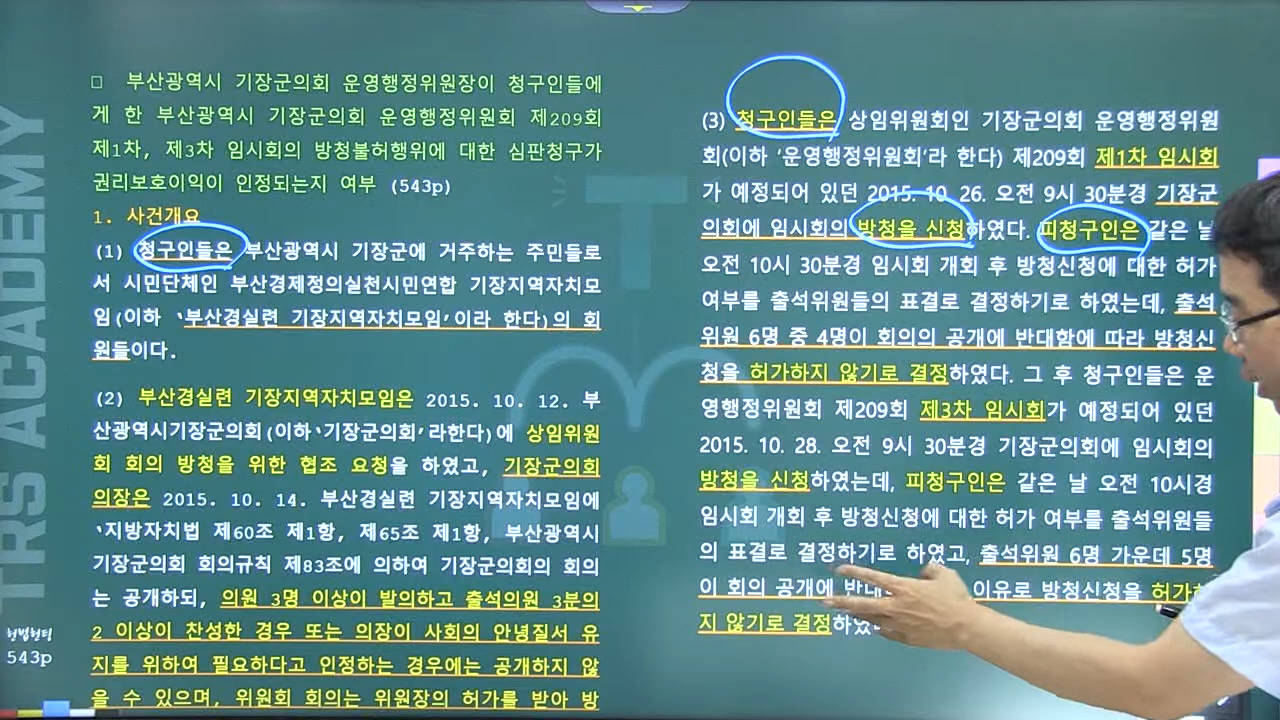 TRS ACADEMY
□ 부산광역시 기장군의회 운영행정위원장이 청구인들에
게 한 부산광역시 기장군의회 운영행정위원회 제209회
제1차, 제3차 임시회의 방청불허행위에 대한 심판청구가
권리보호이익이 인정되는지 여부 (543p)
1. 사건개요
(1) 청구인들은 부산광역시 기장군에 거주하는 주민들로
서 시민단체인 부산경제정의실천시민연합 기장지역자치모
임(이하 '부산경실련 기장지역자치모임'이라 한다)의 회
원들이다.
(2) 부산경실련 기장지역자치모임은 2015. 10. 12. 부
산광역시기장군의회(이하'기장군의회'라한다)에 상임위원
회 회의 방청을 위한 협조 요청을 하였고, 기장군의회
의장은 2015. 10. 14. 부산경실련 기장지역자치모임에
'지방자치법 제60조 제1항, 제65조 제1항, 부산광역시
기장군의회 회의규칙 제83조에 의하여 기장군의회의 회의
는 공개하되, 의원 3명 이상이 발의하고 출석의원 3분의
2 이상이 찬성한 경우 또는 의장이 사회의 안녕질서 유
지를 위하여 필요하다고 인정하는 경우에는 공개하지 않
을 수 있으며, 위원회 회의는 위원장의 허가를 받아 방
543p
(3) 청구인들은 상임위원회인 기장군의회 운영행정위원
회(이하 '운영행정위원회'라 한다) 제209회 제1차 임시회
가 예정되어 있던 2015. 10. 26. 오전 9시 30분경 기장군
의회에 임시회의 방청을 신청하였다. 피청구인은 같은 날
오전 10시 30분경 임시회 개회 후 방청신청에 대한 허가
여부를 출석위원들의 표결로 결정하기로 하였는데, 출석
위원 6명 중 4명이 회의의 공개에 반대함에 따라 방청신
청을 허가하지 않기로 결정하였다. 그 후 청구인들은 운
영행정위원회 제209회 제3차 임시회가 예정되어 있던
2015. 10. 28. 오전 9시 30분경 기장군의회에 임시회의
방청을 신청하였는데, 피청구인은 같은 날 오전 10시경
임시회 개회 후 방청신청에 대한 허가 여부를 출석위원들
의 표결로 결정하기로 하였고, 출석위원 6명 가운데 5명
이 회의 공개에 이유로 방청신청을
지 않기로 결정